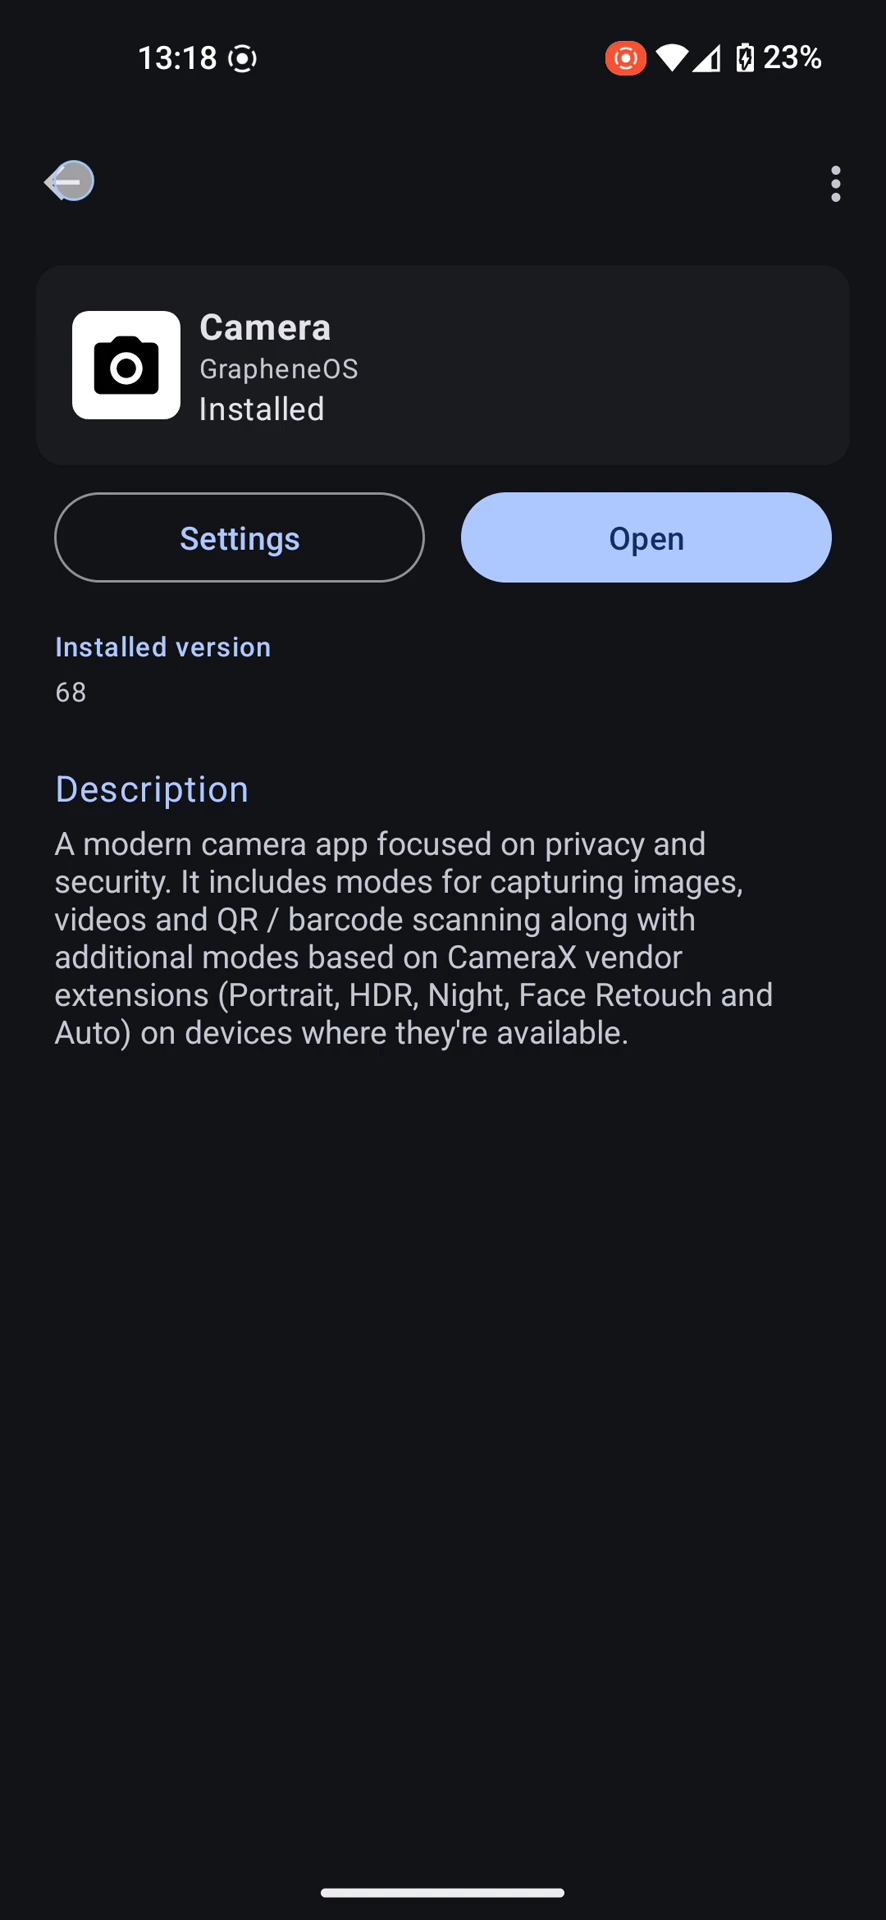 13:18
23%
Camera
GrapheneOS
Installed
Settings
Open
Installed version
68
Description
A modern camera app focused on privacy and
security. It includes modes for capturing images,
videos and QR / barcode scanning along with
additional modes based on CameraX vendor
extensions (Portrait, HDR, Night, Face Retouch and
Auto) on devices where they're available.